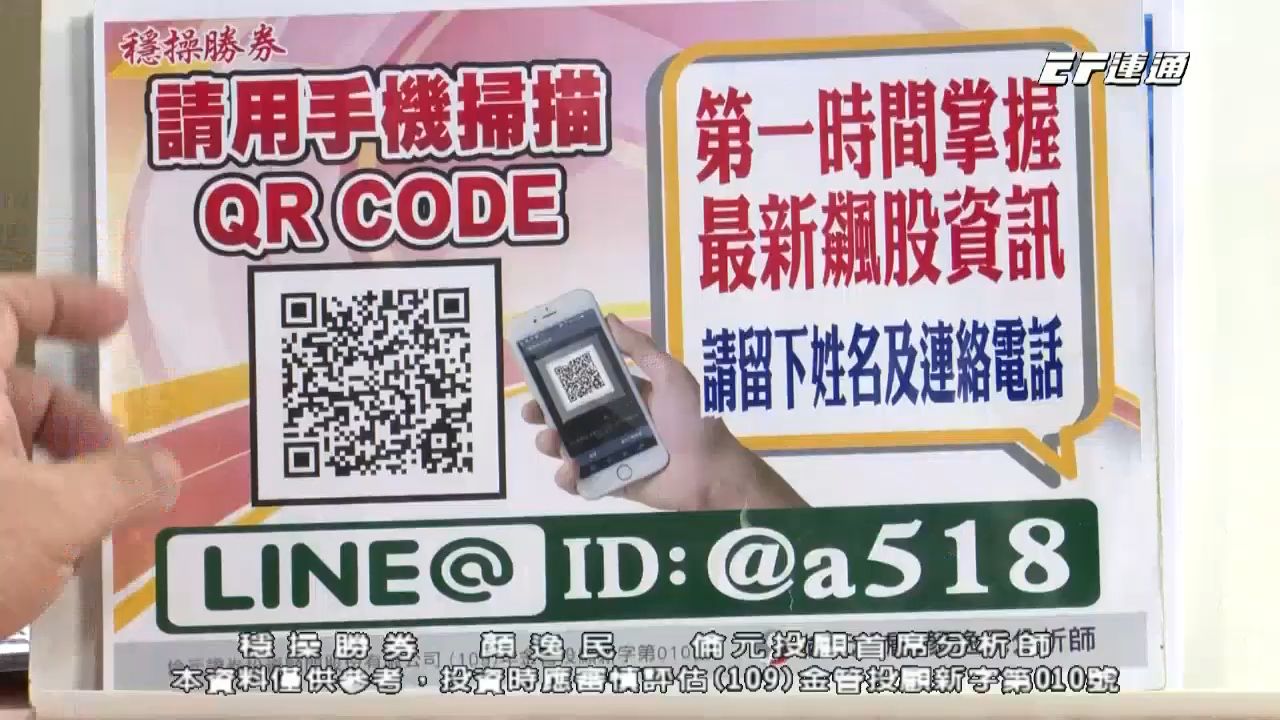 穩操勝券
EF運通
請用手機掃描
QR CODE
第一時間掌握
最新飆股資訊
請留下姓名及連絡電話
LINE@ ID:@a518
穩操勝券 顏逸民 倫元投顧首席分析師
本資料僅供參考，投資時應審慎評估(109)金管投顧新字第010號